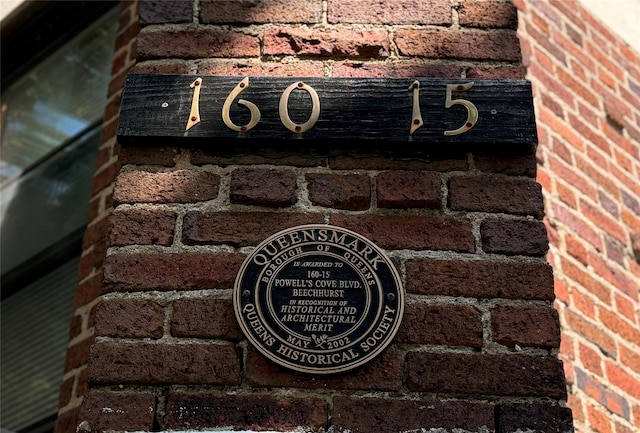 160 15
QUEENSMARK
BOROUGH OF QUEENS
IS AWARDED TO
160-15
POWELL'S COVE BLVD.
BEECHHURST
IN RECOGNITION OF
HISTORICAL AND
ARCHITECTURAL
MERIT
MAY 2002
QUEENS HISTORICAL SOCIETY